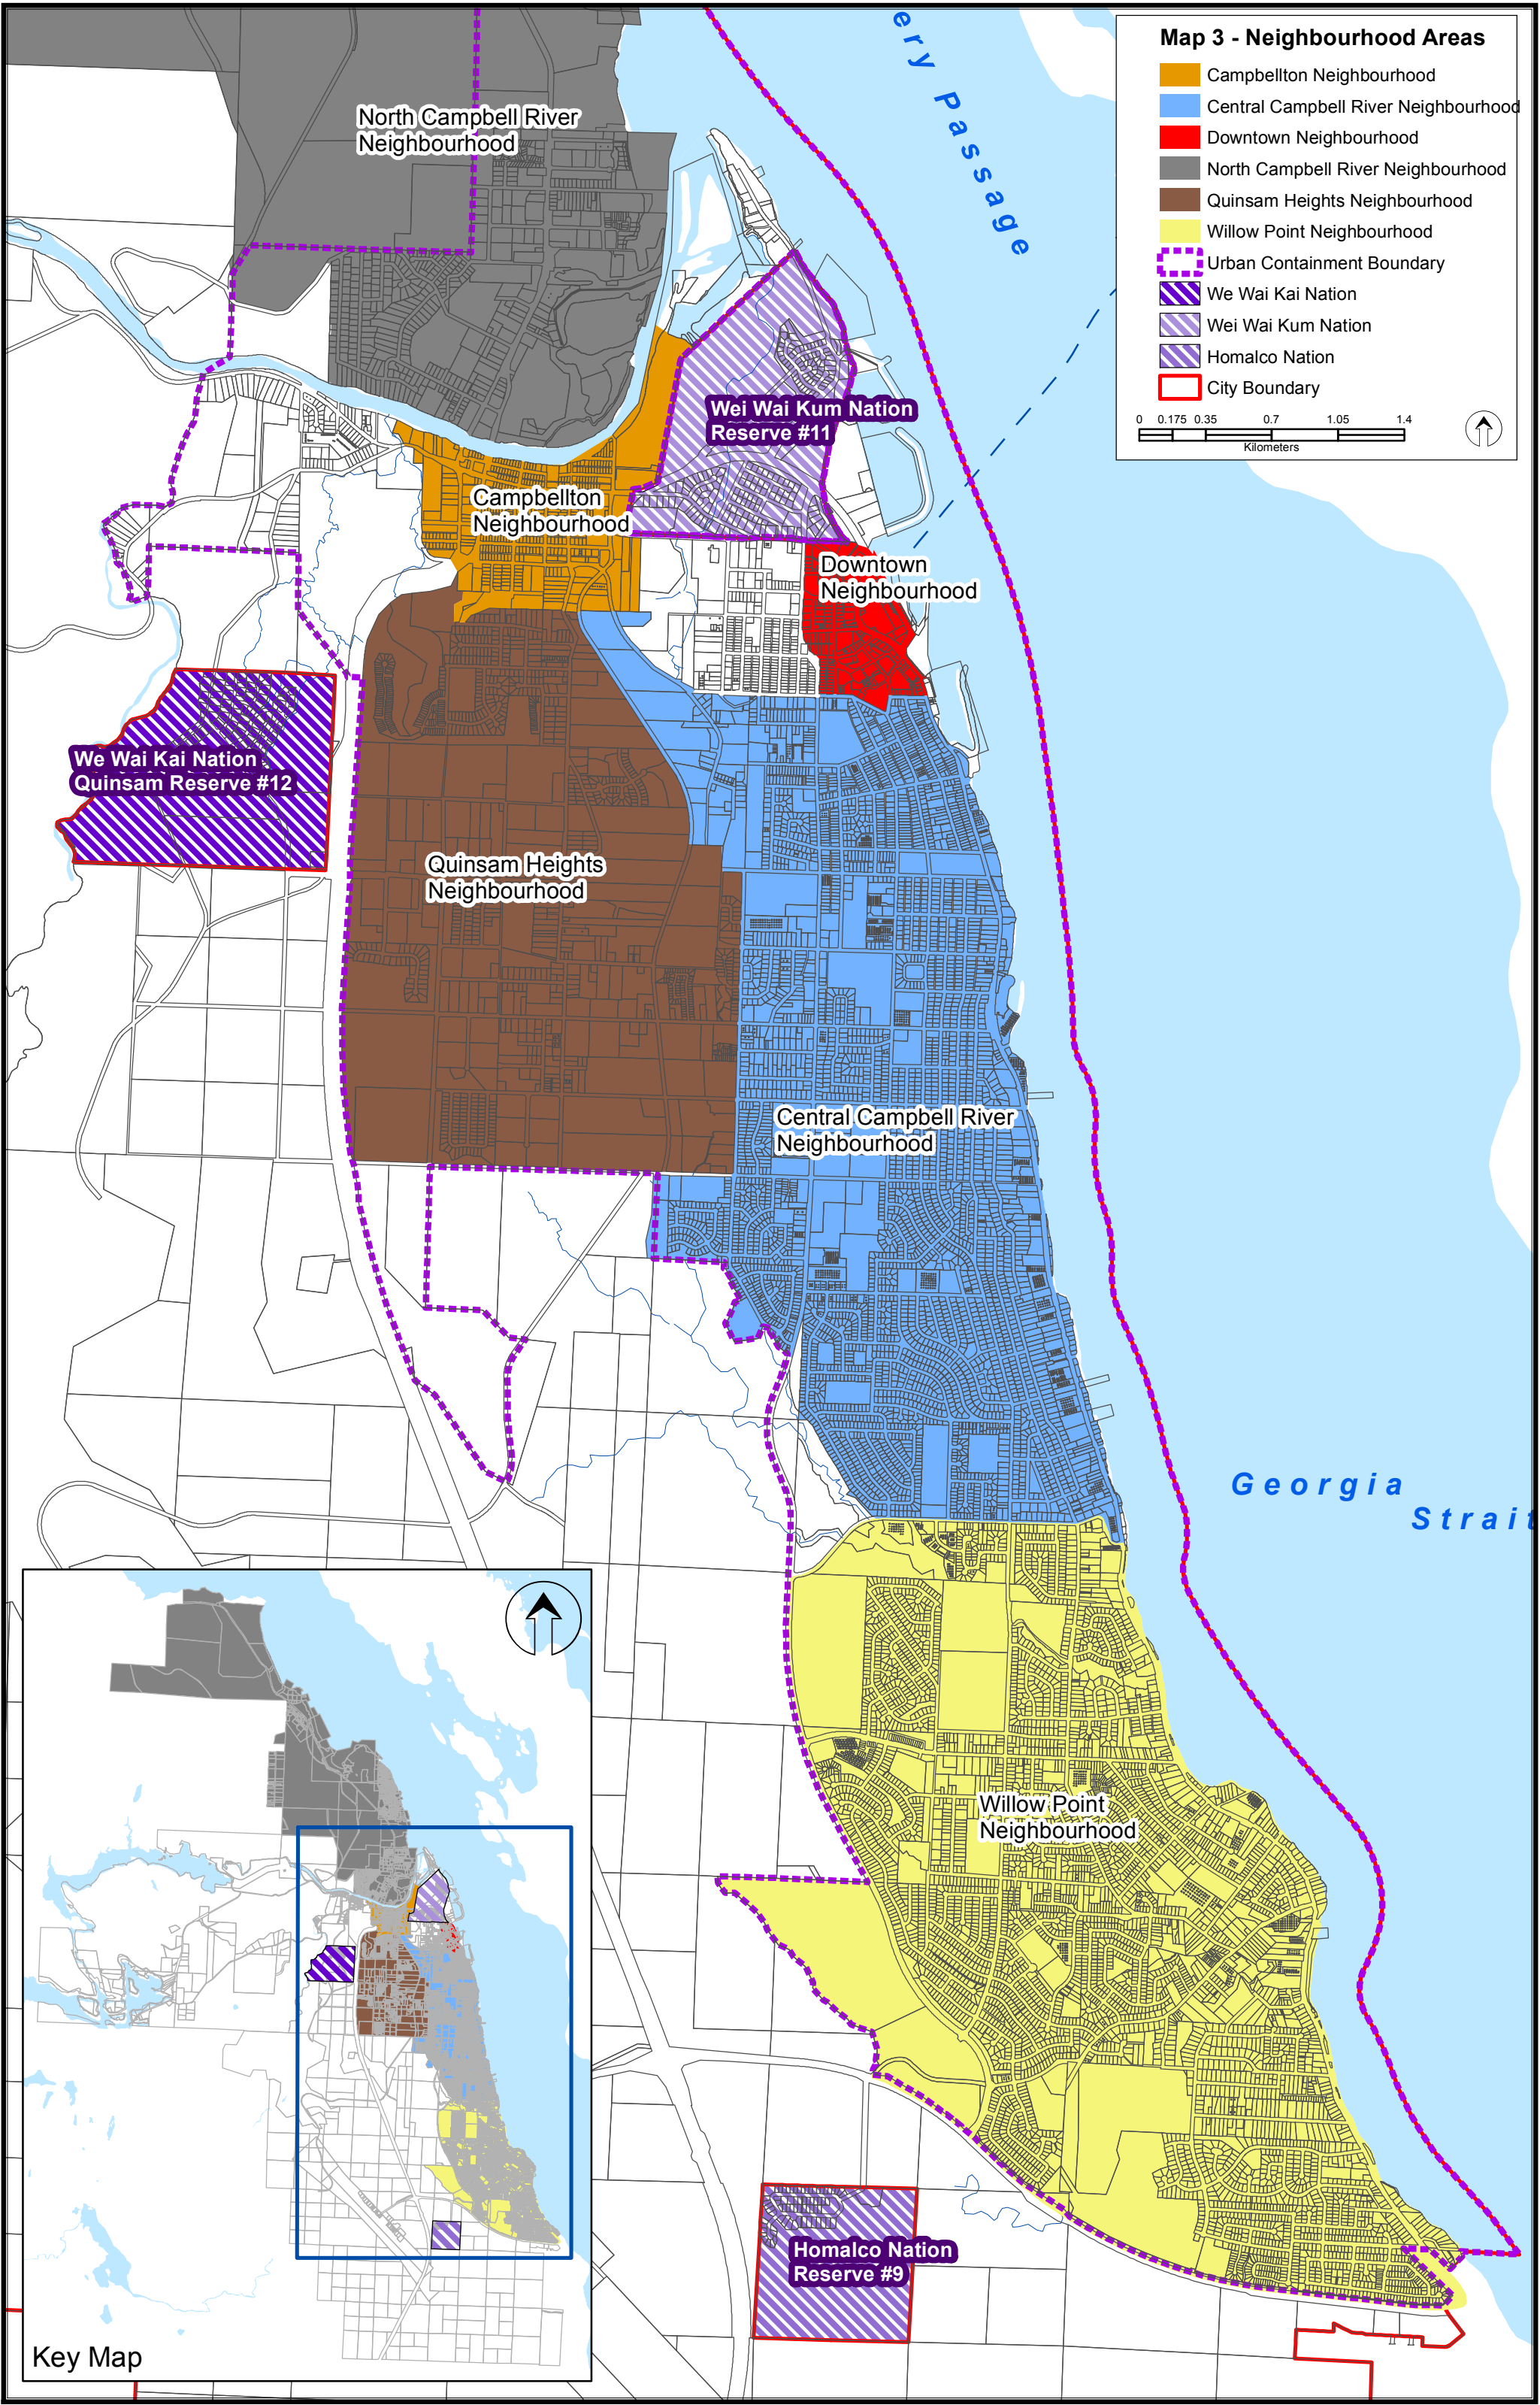 ery Passage
Map 3 - Neighbourhood Areas
Campbellton Neighbourhood
Central Campbell River Neighbourhood
Downtown Neighbourhood
North Campbell River Neighbourhood
Quinsam Heights Neighbourhood
Willow Point Neighbourhood
Urban Containment Boundary
We Wai Kai Nation
Wei Wai Kum Nation
Homalco Nation
City Boundary
0 0.175 0.35 0.7 1.05 1.4
Kilometers
North Campbell River
Neighbourhood
Wei Wai Kum Nation
Reserve #11
Campbellton
Neighbourhood
Downtown
Neighbourhood
We Wai Kai Nation
Quinsam Reserve #12
Quinsam Heights
Neighbourhood
Central Campbell River
Neighbourhood
Georgia
Strait
Willow Point
Neighbourhood
Homalco Nation
Reserve #9
Key Map